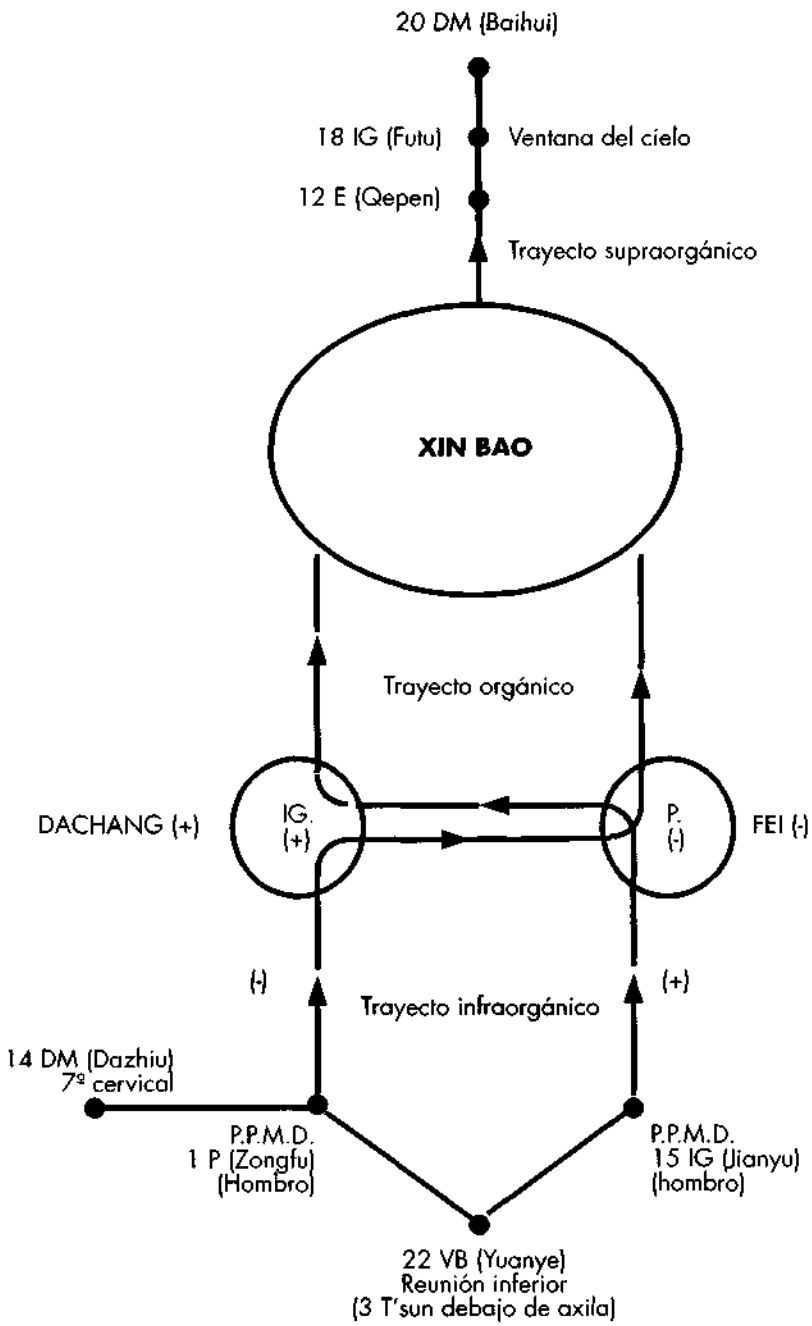 20 DM (Baihui)
18 IG (Futu)
Ventana del cielo
12 E (Qepen)
Trayecto supraorgánico
XIN BAO
Trayecto orgánico
DACHANG (+)
IG.
(+)
P.
(-)
FEI (-)
(-)
(+)
Trayecto infraorgánico
14 DM (Dazhiu)
7ª cervical
P.P.M.D.
1 P (Zongfu)
(Hombro)
P.P.M.D.
15 IG (Jianyu)
(hombro)
22 VB (Yuanye)
Reunión inferior
(3 T'sun debajo de axila)